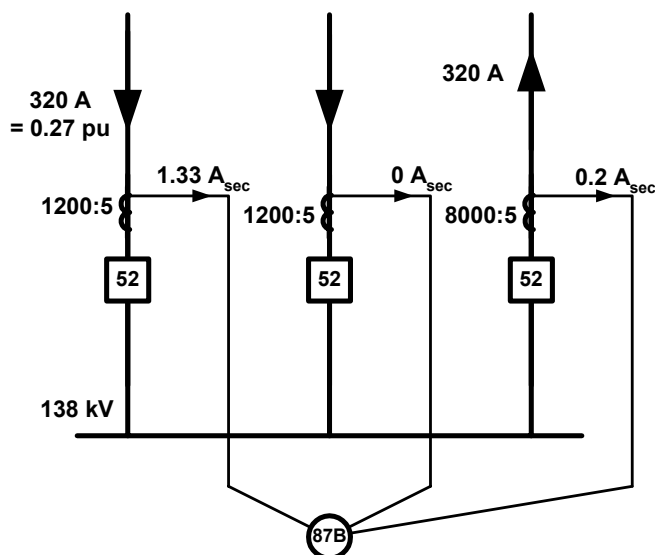 320 A
= 0.27 pu
320 A
1.33 Asec
0 Asec
0.2 Asec
1200:5
1200:5
8000:5
52
52
52
138 kV
87B